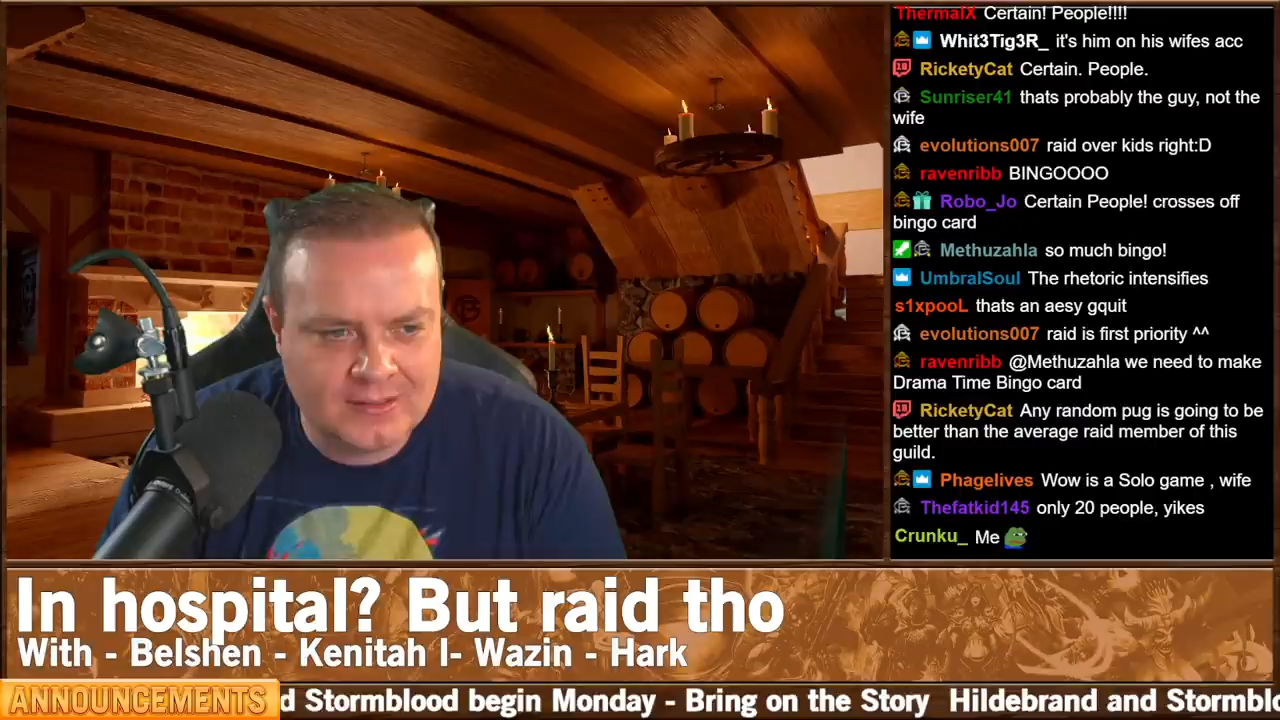 ThermalX Certain! People!!!!
Whit3Tig3R_ it's him on his wifes acc
RicketyCat Certain. People.
Sunriser41 thats probably the guy, not the
wife
evolutions007 raid over kids right:D
ravenribb BINGOOOO
Robo_Jo Certain People! crosses off
bingo card
Methuzahla so much bingo!
UmbralSoul The rhetoric intensifies
s1xpooL thats an aesy gquit
evolutions007 raid is first priority ^^
ravenribb @Methuzahla we need to make
Drama Time Bingo card
RicketyCat Any random pug is going to be
better than the average raid member of this
guild.
Phagelives Wow is a Solo game , wife
Thefatkid145 only 20 people, yikes
Crunku_ Me
In hospital? But raid tho
With - Belshen - Kenitah I- Wazin - Hark
ANNOUNCEMENTS d Stormblood begin Monday - Bring on the Story Hildebrand and Stormblo